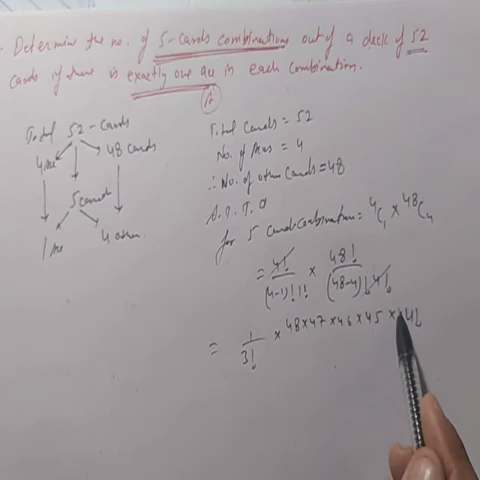 Determine the no. of 5-cards combinations out of a deck of 52
cards if there is exactly one ace in each combination.
A
Total 52-cards
4 Ace 48 cards
5 card
1 Ace 4 other
Total cards = 52
No. of Aces = 4
∴ No. of other cards = 48
A.T.Q
for 5 card combination = ⁴C₁ × ⁴⁸C₄
= 4! / (4-1)! 1! × 48! / (48-4)! 4!
= 1 / 3! × 48 × 47 × 46 × 45 ×